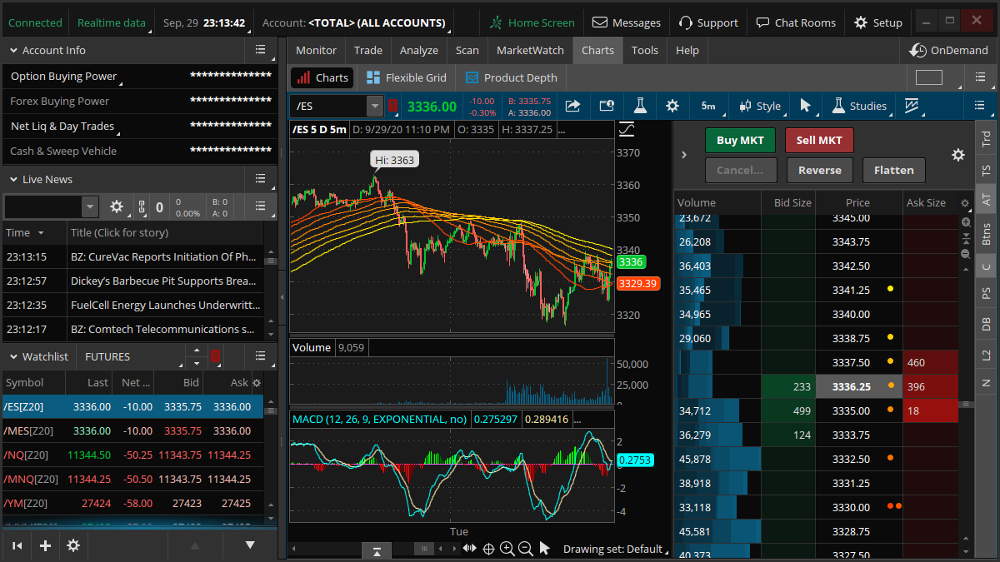 Connected Realtime data Sep, 29 23:13:42 Account: <TOTAL> (ALL ACCOUNTS) Home Screen Messages Support Chat Rooms Setup
Account Info
Option Buying Power **************
Forex Buying Power **************
Net Liq & Day Trades **************
Cash & Sweep Vehicle **************
Live News
0 0 0.00% B: 0 A: 0
Time Title (Click for story)
23:13:15 BZ: CureVac Reports Initiation Of Ph...
23:12:57 Dickey's Barbecue Pit Supports Brea...
23:12:35 FuelCell Energy Launches Underwritt...
23:12:17 BZ: Comtech Telecommunications s...
Watchlist FUTURES
Symbol Last Net ... Bid Ask
/ES[Z20] 3336.00 -10.00 3335.75 3336.00
/MES[Z20] 3336.00 -10.00 3335.75 3336.00
/NQ[Z20] 11344.50 -50.25 11343.75 11344.25
/MNQ[Z20] 11344.25 -50.50 11343.75 11344.25
/YM[Z20] 27424 -58.00 27423 27425
Monitor Trade Analyze Scan MarketWatch Charts Tools Help OnDemand
Charts Flexible Grid Product Depth
/ES 1 3336.00 -10.00 -0.30% B: 3335.75 A: 3336.00 5m Style Studies
/ES 5 D 5m D: 9/29/20 11:10 PM O: 3335 H: 3337.25 ...
Hi: 3363
3370
3360
3350
3340
3336
3329.39
3320
Volume 9,059
50,000
25,000
0
MACD (12, 26, 9, EXPONENTIAL, no) 0.275297 0.289416 ...
2
0.2753
-2
-4
Tue
Drawing set: Default
Buy MKT Sell MKT
Cancel... Reverse Flatten
Volume Bid Size Price Ask Size
23,672 3345.00
26,208 3343.75
36,403 3342.50
35,465 3341.25
34,965 3340.00
29,060 3338.75
3337.50 460
233 3336.25 396
34,712 499 3335.00 18
36,279 124 3333.75
45,878 3332.50
38,918 3331.25
33,118 3330.00
45,581 3328.75
40,373 3327.50
Trd
TS
AT
Btns
C
PS
DB
L2
N